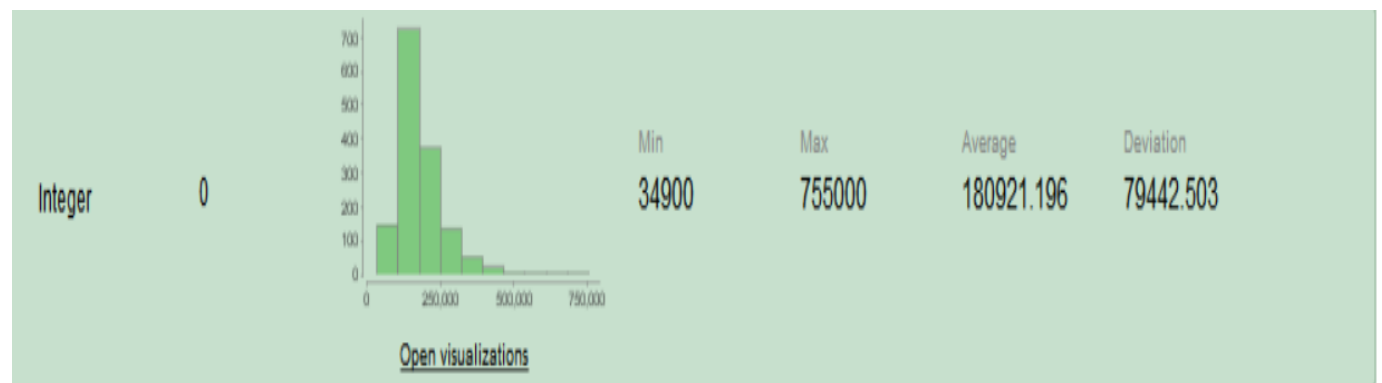 700
600
500
400
300
200
100
0
0 250,000 500,000 750,000
Open visualizations
Integer 0
Min Max Average Deviation
34900 755000 180921.196 79442.503